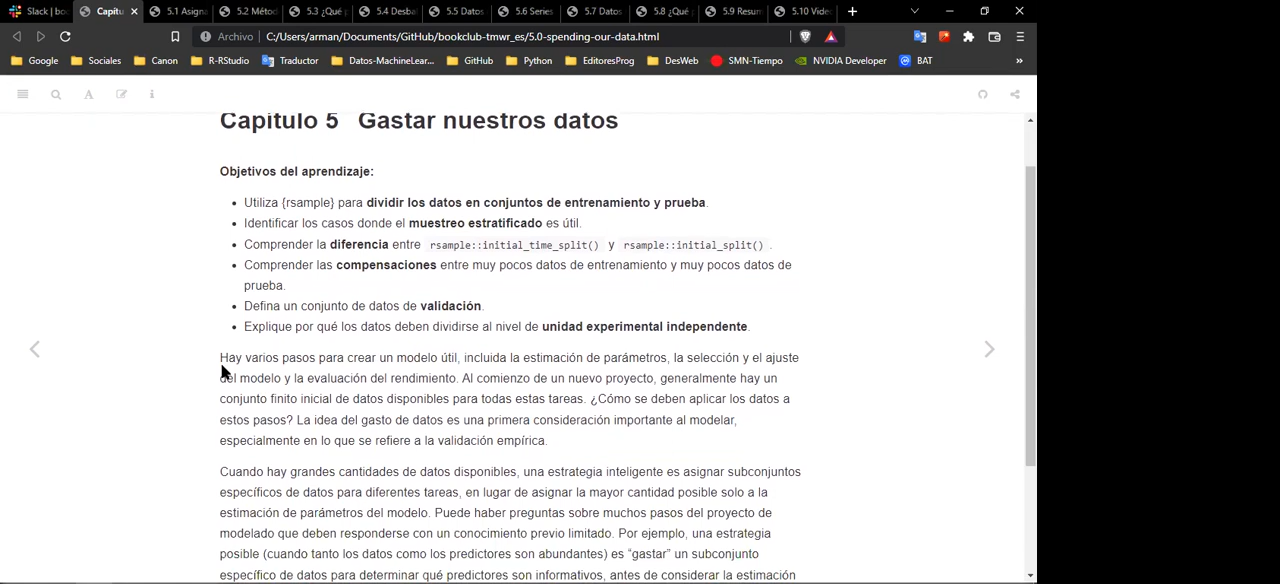 Slack | boo
Capítu
5.1 Asigna
5.2 Métod
5.3 ¿Qué p
5.4 Desbal
5.5 Datos
5.6 Series
5.7 Datos
5.8 ¿Qué
5.9 Resum
5.10 Video
Archivo C:/Users/arman/Documents/GitHub/bookclub-tmwr_es/5.0-spending-our-data.html
Google Sociales Canon R-RStudio Traductor Datos-MachineLear... GitHub Python EditoresProg DesWeb SMN-Tiempo NVIDIA Developer BAT »
Capítulo 5 Gastar nuestros datos
Objetivos del aprendizaje:
• Utiliza {rsample} para dividir los datos en conjuntos de entrenamiento y prueba.
• Identificar los casos donde el muestreo estratificado es útil.
• Comprender la diferencia entre rsample::initial_time_split() y rsample::initial_split() .
• Comprender las compensaciones entre muy pocos datos de entrenamiento y muy pocos datos de
prueba.
• Defina un conjunto de datos de validación.
• Explique por qué los datos deben dividirse al nivel de unidad experimental independente.
Hay varios pasos para crear un modelo útil, incluida la estimación de parámetros, la selección y el ajuste
del modelo y la evaluación del rendimiento. Al comienzo de un nuevo proyecto, generalmente hay un
conjunto finito inicial de datos disponibles para todas estas tareas. ¿Cómo se deben aplicar los datos a
estos pasos? La idea del gasto de datos es una primera consideración importante al modelar,
especialmente en lo que se refiere a la validación empírica.
Cuando hay grandes cantidades de datos disponibles, una estrategia inteligente es asignar subconjuntos
específicos de datos para diferentes tareas, en lugar de asignar la mayor cantidad posible solo a la
estimación de parámetros del modelo. Puede haber preguntas sobre muchos pasos del proyecto de
modelado que deben responderse con un conocimiento previo limitado. Por ejemplo, una estrategia
posible (cuando tanto los datos como los predictores son abundantes) es “gastar” un subconjunto
específico de datos para determinar qué predictores son informativos, antes de considerar la estimación